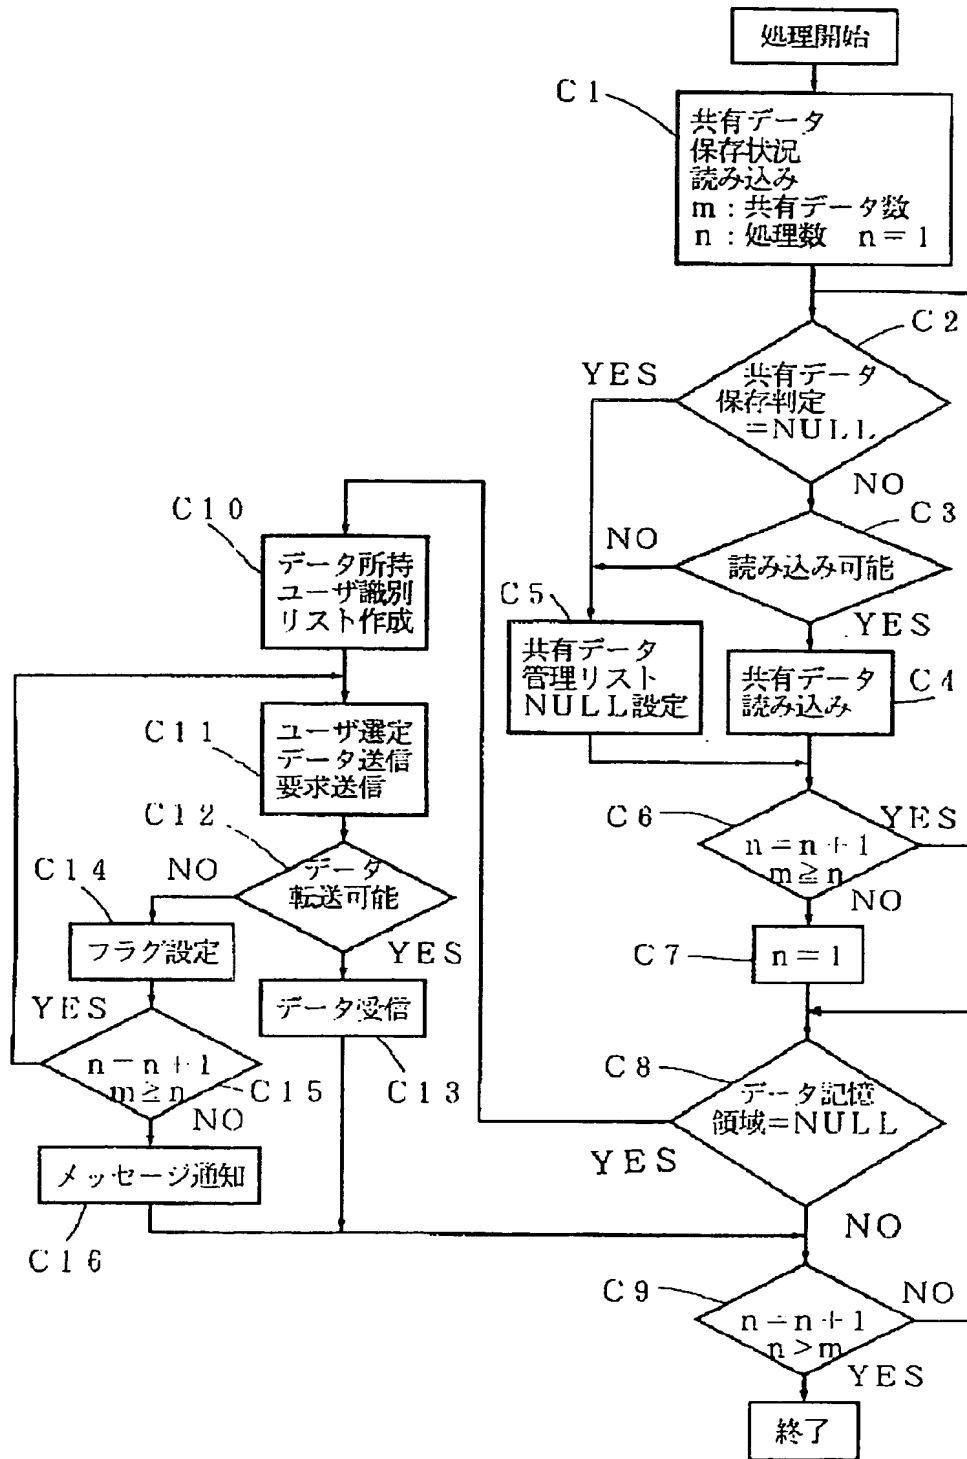 処理開始
C1
共有データ
保存状況
読み込み
m:共有データ数
n:処理数 n=1
C2
YES
共有データ
保存判定
=NULL
NO
C3
NO
読み込み可能
YES
C5
共有データ
管理リスト
NULL設定
C4
共有データ
読み込み
C6
YES
n=n+1
m≧n
NO
C7
n=1
C8
データ記憶
領域=NULL
YES
NO
C10
データ所持
ユーザ識別
リスト作成
C11
ユーザ選定
データ送信
要求送信
C12
データ
転送可能
NO
YES
C14
フラグ設定
C13
データ受信
YES
n=n+1
m≧n
C15
NO
メッセージ通知
C16
C9
NO
n=n+1
n>m
YES
終了